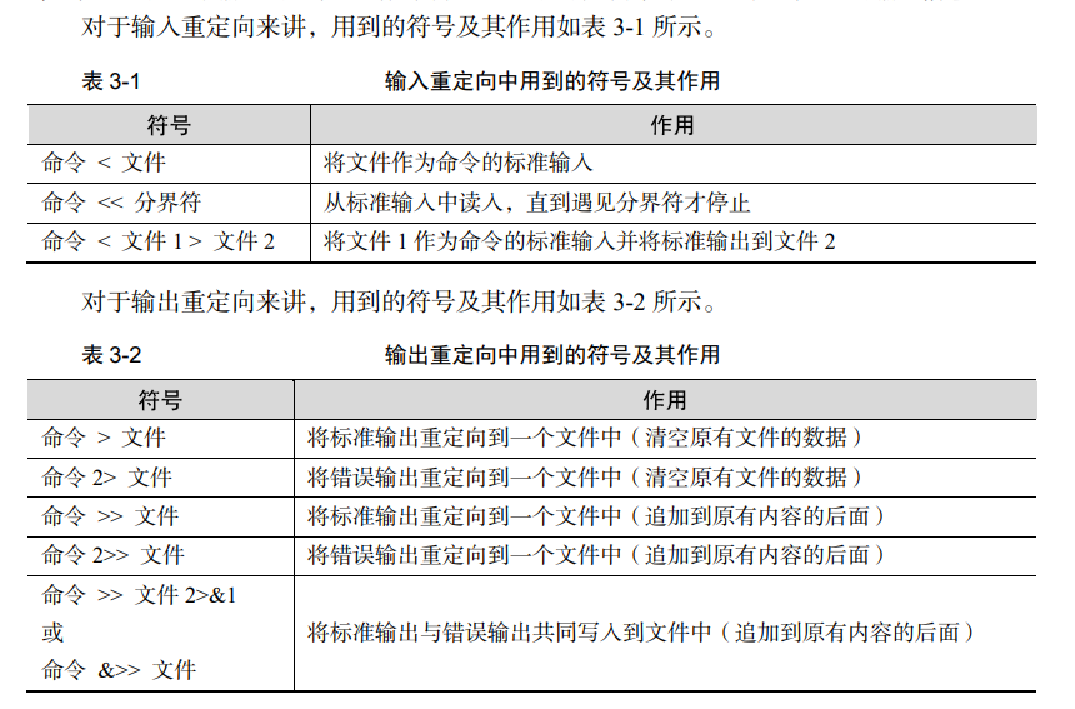 对于输入重定向来讲，用到的符号及其作用如表 3-1 所示。
表 3-1 输入重定向中用到的符号及其作用
符号 作用
命令 < 文件 将文件作为命令的标准输入
命令 << 分界符 从标准输入中读入，直到遇见分界符才停止
命令 < 文件 1 > 文件 2 将文件 1 作为命令的标准输入并将标准输出到文件 2
对于输出重定向来讲，用到的符号及其作用如表 3-2 所示。
表 3-2 输出重定向中用到的符号及其作用
符号 作用
命令 > 文件 将标准输出重定向到一个文件中（清空原有文件的数据）
命令 2> 文件 将错误输出重定向到一个文件中（清空原有文件的数据）
命令 >> 文件 将标准输出重定向到一个文件中（追加到原有内容的后面）
命令 2>> 文件 将错误输出重定向到一个文件中（追加到原有内容的后面）
命令 >> 文件 2>&1
或
命令 &>> 文件
将标准输出与错误输出共同写入到文件中（追加到原有内容的后面）